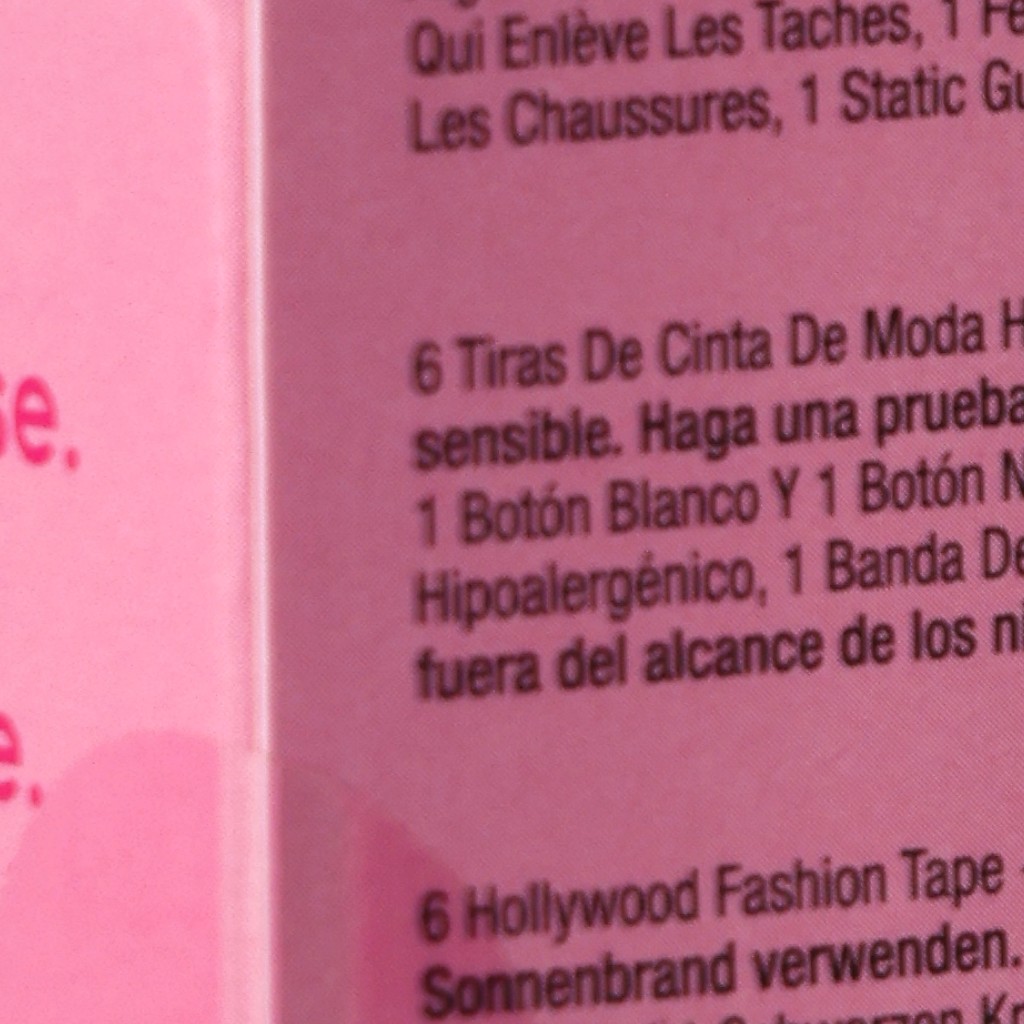 Qui Enlève Les Taches, 1
Les Chaussures, 1 Static
6 Tiras De Cinta De Moda
sensible. Haga una prueba
1 Botón Blanco Y 1 Botón
Hipoalergénico, 1 Banda De
fuera del alcance de los
6 Hollywood Fashion Tape
Sonnenbrand verwenden.
Schwarzen